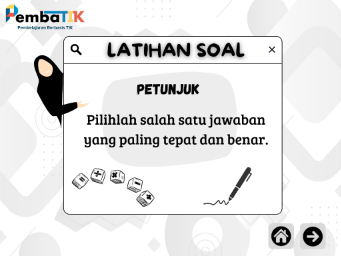 PembaTIK
Pembelajaran Berbasis TIK
LATIHAN SOAL
PETUNJUK
Pilihlah salah satu jawaban
yang paling tepat dan benar.